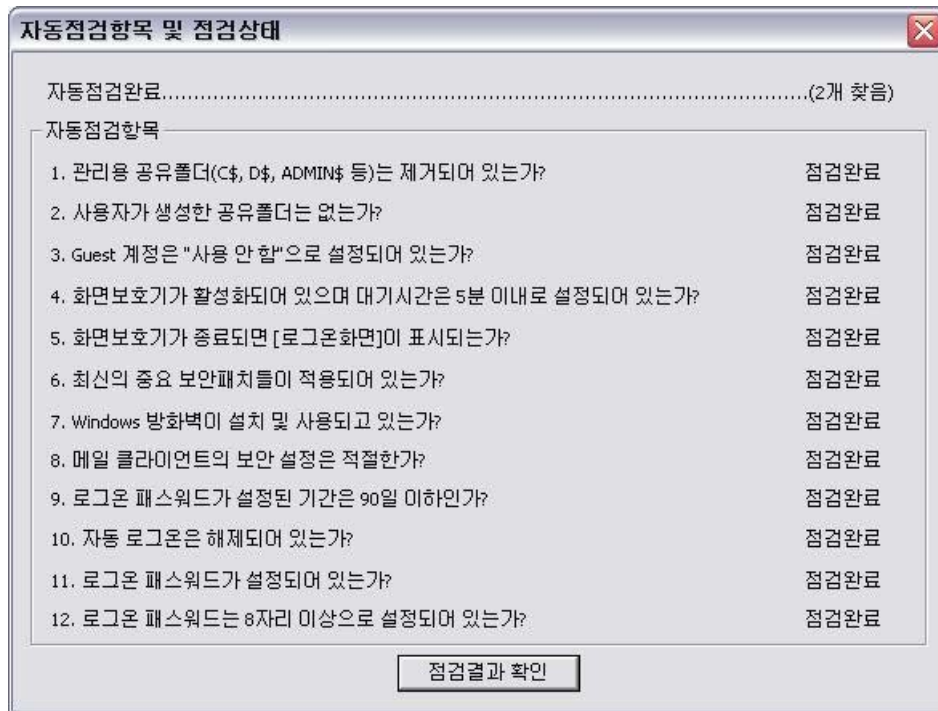 자동점검항목 및 점검상태
자동점검완료......................................................................................................(2개 찾음)
자동점검항목
1. 관리용 공유폴더(C$, D$, ADMIN$ 등)는 제거되어 있는가? 점검완료
2. 사용자가 생성한 공유폴더는 없는가? 점검완료
3. Guest 계정은 "사용 안 함"으로 설정되어 있는가? 점검완료
4. 화면보호기가 활성화되어 있으며 대기시간은 5분 이내로 설정되어 있는가? 점검완료
5. 화면보호기가 종료되면 [로그온화면]이 표시되는가? 점검완료
6. 최신의 중요 보안패치들이 적용되어 있는가? 점검완료
7. Windows 방화벽이 설치 및 사용되고 있는가? 점검완료
8. 메일 클라이언트의 보안 설정은 적절한가? 점검완료
9. 로그온 패스워드가 설정된 기간은 90일 이하인가? 점검완료
10. 자동 로그온은 해제되어 있는가? 점검완료
11. 로그온 패스워드가 설정되어 있는가? 점검완료
12. 로그온 패스워드는 8자리 이상으로 설정되어 있는가? 점검완료
점검결과 확인